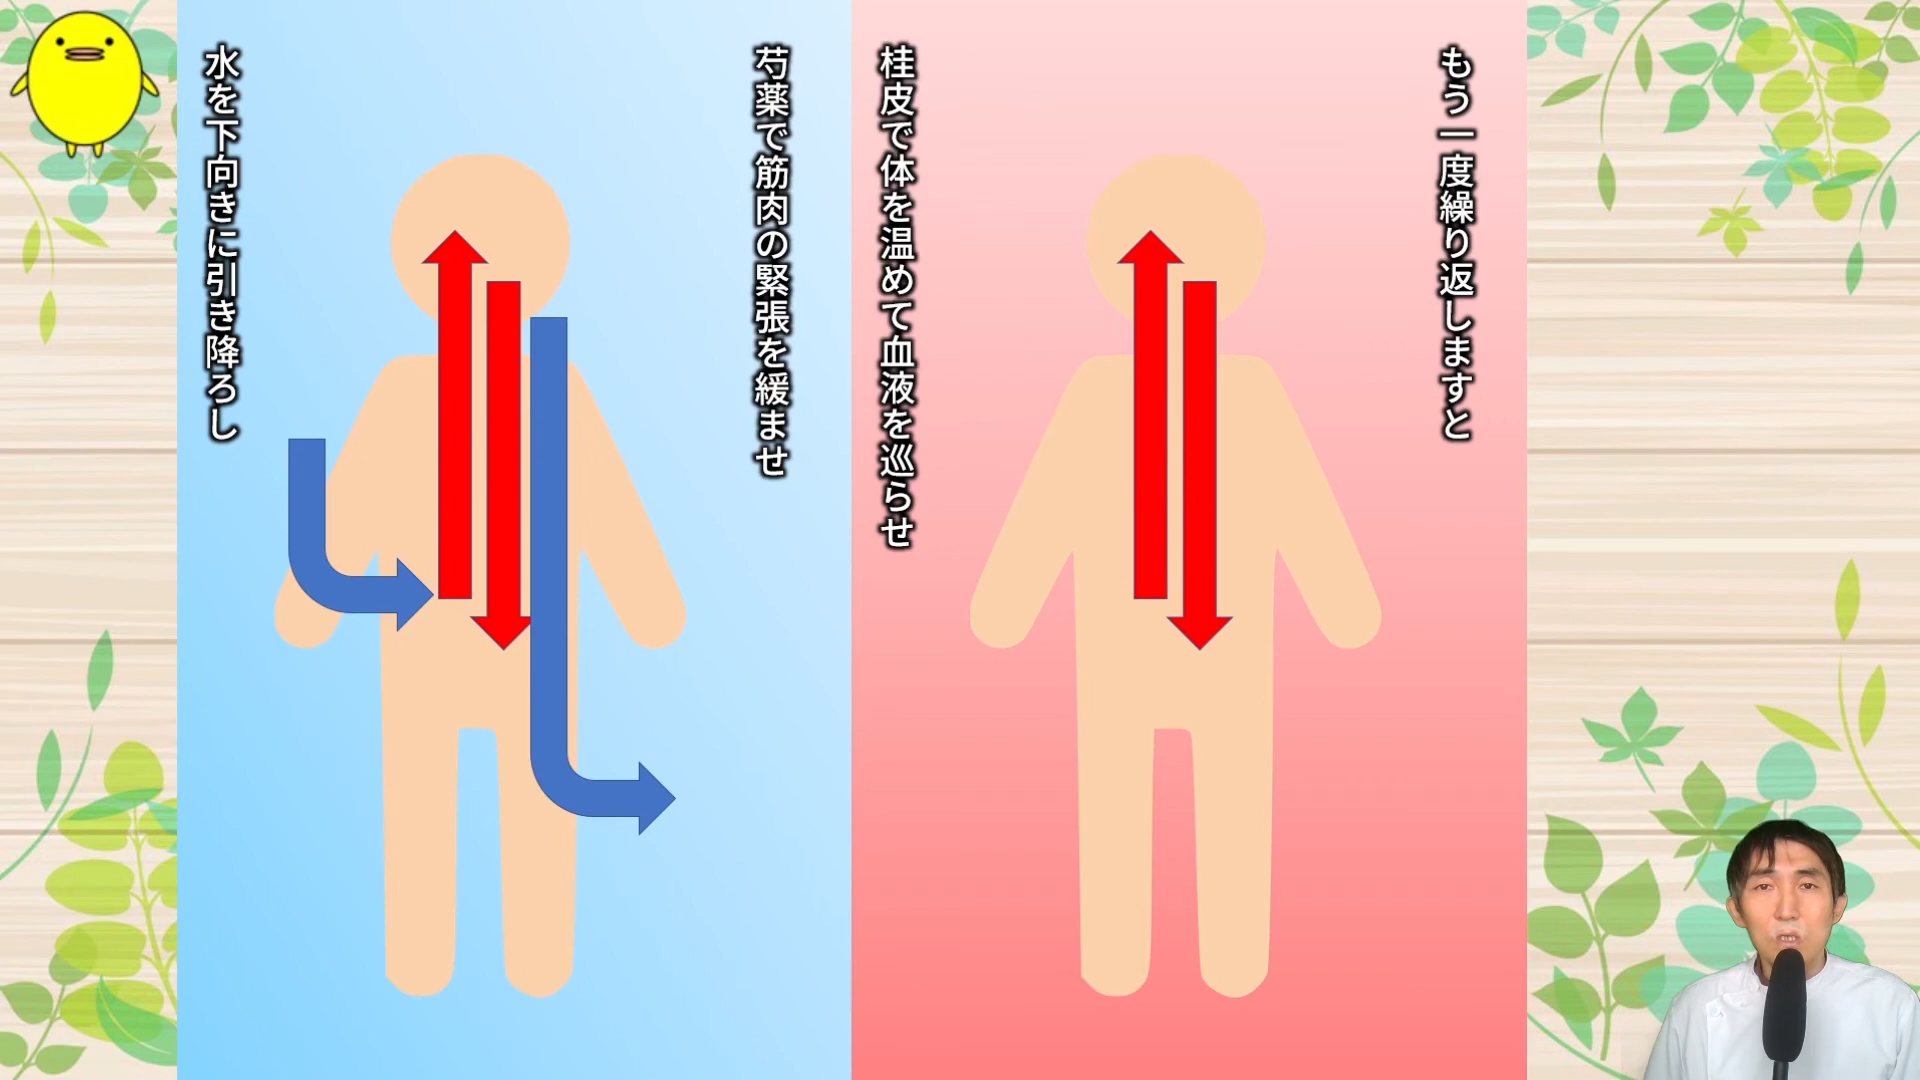 もう一度繰り返しますと
桂皮で体を温めて血液を巡らせ
芍薬で筋肉の緊張を緩ませ
水を下向きに引き降ろし